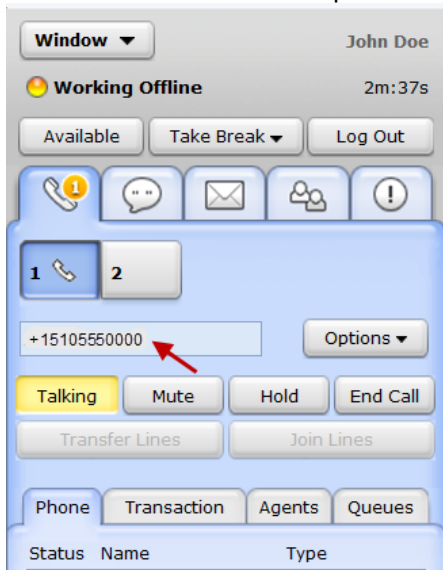 Window
John Doe
Working Offline
2m:37s
Available
Take Break
Log Out
1
1
2
+15105550000
Options
Talking
Mute
Hold
End Call
Transfer Lines
Join Lines
Phone
Transaction
Agents
Queues
Status
Name
Type